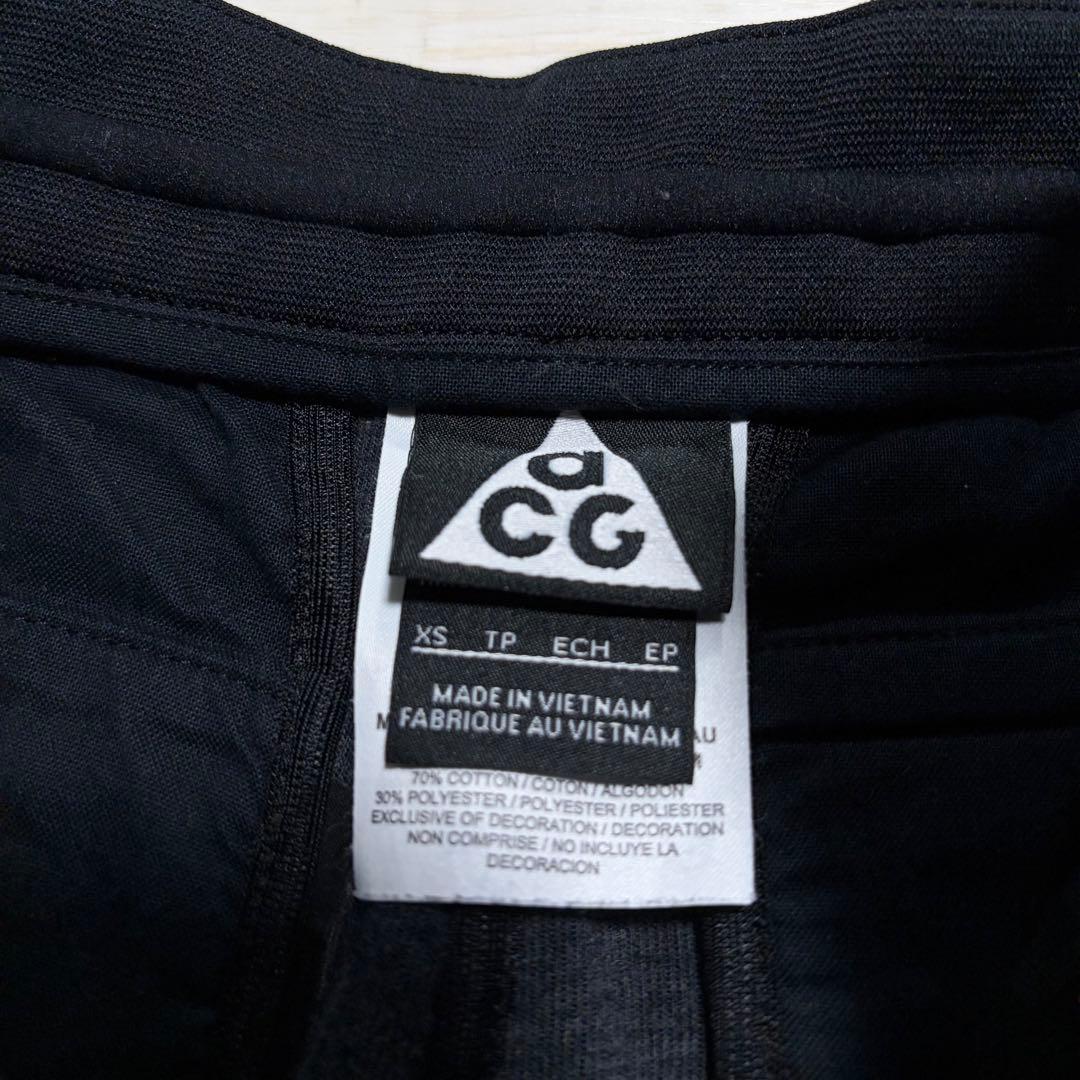 a
CG
XS TP ECH EP
MADE IN VIETNAM
FABRIQUE AU VIETNAM
70% COTTON / COTON / ALGODON
30% POLYESTER / POLYESTER / POLIESTER
EXCLUSIVE OF DECORATION / DECORATION
NON COMPRISE / NO INCLUYE LA
DECORACION